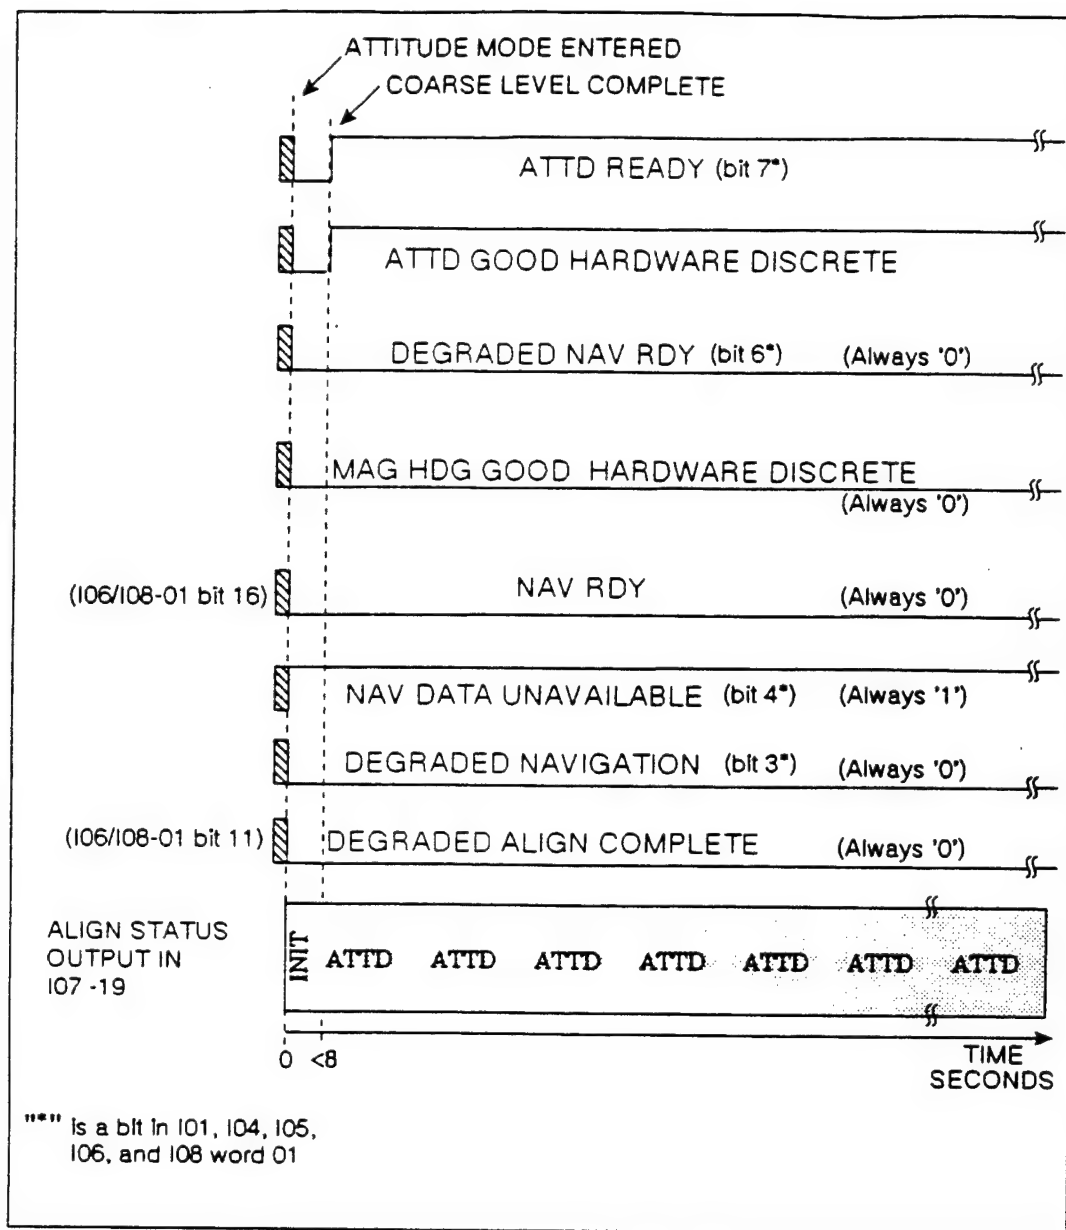 ATTITUDE MODE ENTERED
COARSE LEVEL COMPLETE
ATTD READY (bit 7*)
ATTD GOOD HARDWARE DISCRETE
DEGRADED NAV RDY (bit 6*) (Always '0')
MAG HDG GOOD HARDWARE DISCRETE
(Always '0')
(I06/I08-01 bit 16) NAV RDY (Always '0')
NAV DATA UNAVAILABLE (bit 4*) (Always '1')
DEGRADED NAVIGATION (bit 3*) (Always '0')
(I06/I08-01 bit 11) DEGRADED ALIGN COMPLETE (Always '0')
ALIGN STATUS
OUTPUT IN
I07 -19
INIT ATTD ATTD ATTD ATTD ATTD ATTD ATTD
0 <8
TIME
SECONDS
"*" is a bit in I01, I04, I05,
I06, and I08 word 01